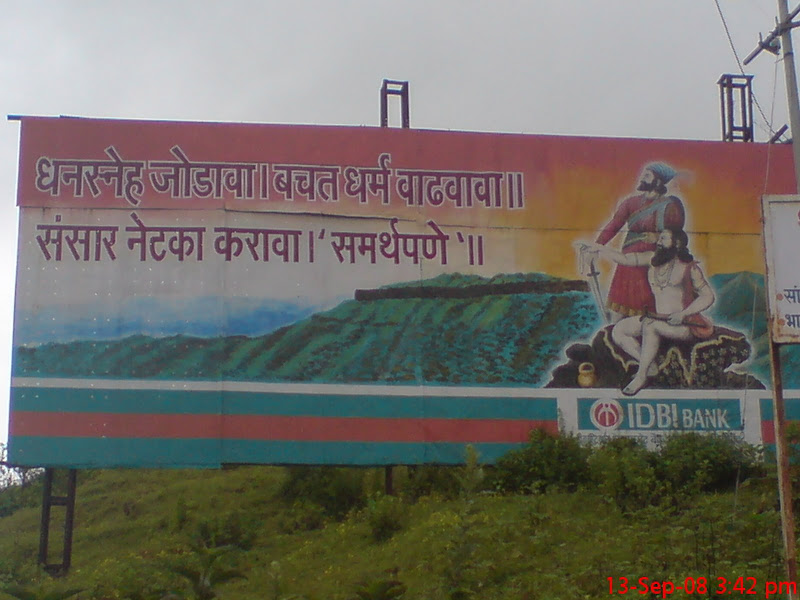 धनस्नेह जोडावा। बचत धर्म वाढवावा॥
संसार नेटका करावा।'समर्थपणे'॥
IDBI BANK
सां
भा
13-Sep-08 3:42 pm